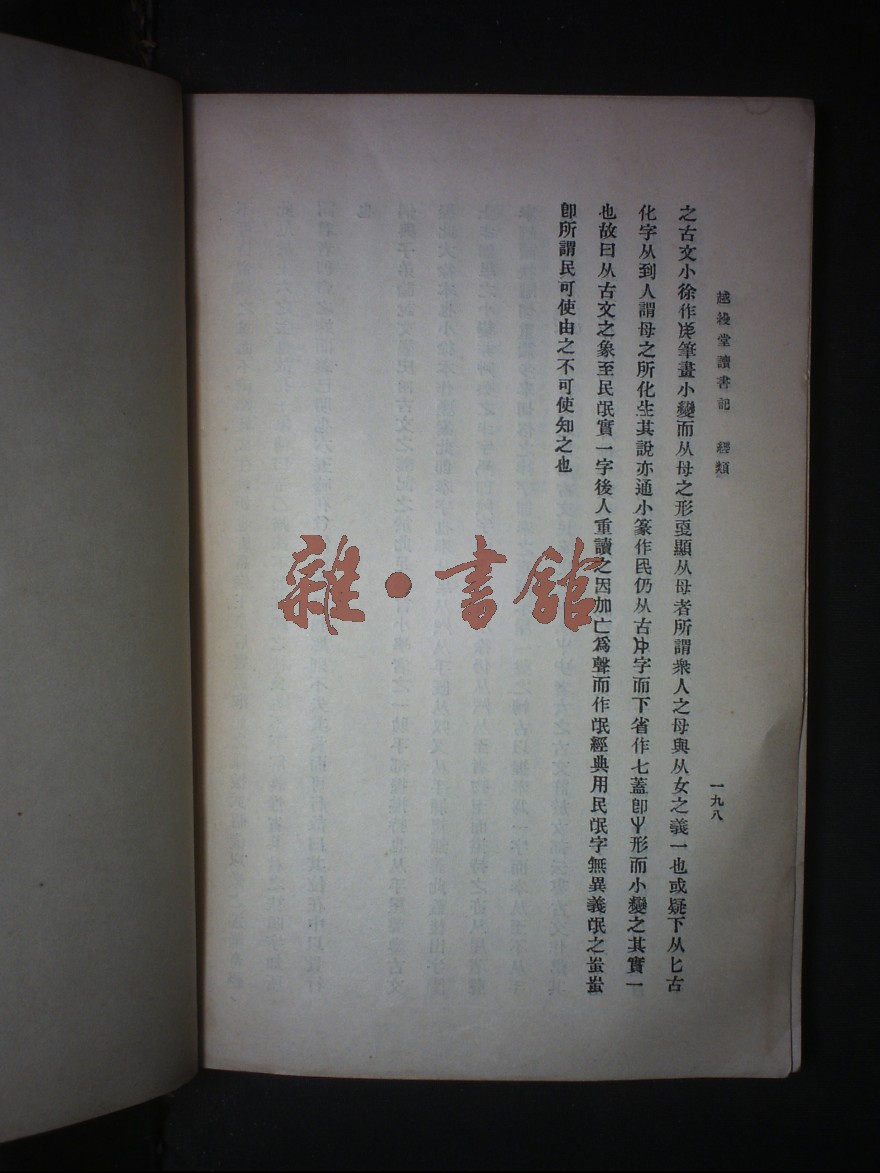 越縵堂讀書記　經類
一九八
之古文小徐作筆畫小變而从母之形更顯从母者所謂衆人之母與从女之義一也或疑下从匕古
化字从到人謂母之所化生其說亦通小篆作民仍从古字而下省作七蓋卽形而小變之其實一
也故曰从古文之象至民氓實一字後人重讀之因加亡爲聲而作氓經典用民氓字無異義氓之蚩蚩
卽所謂民可使由之不可使知之也
雜·書館